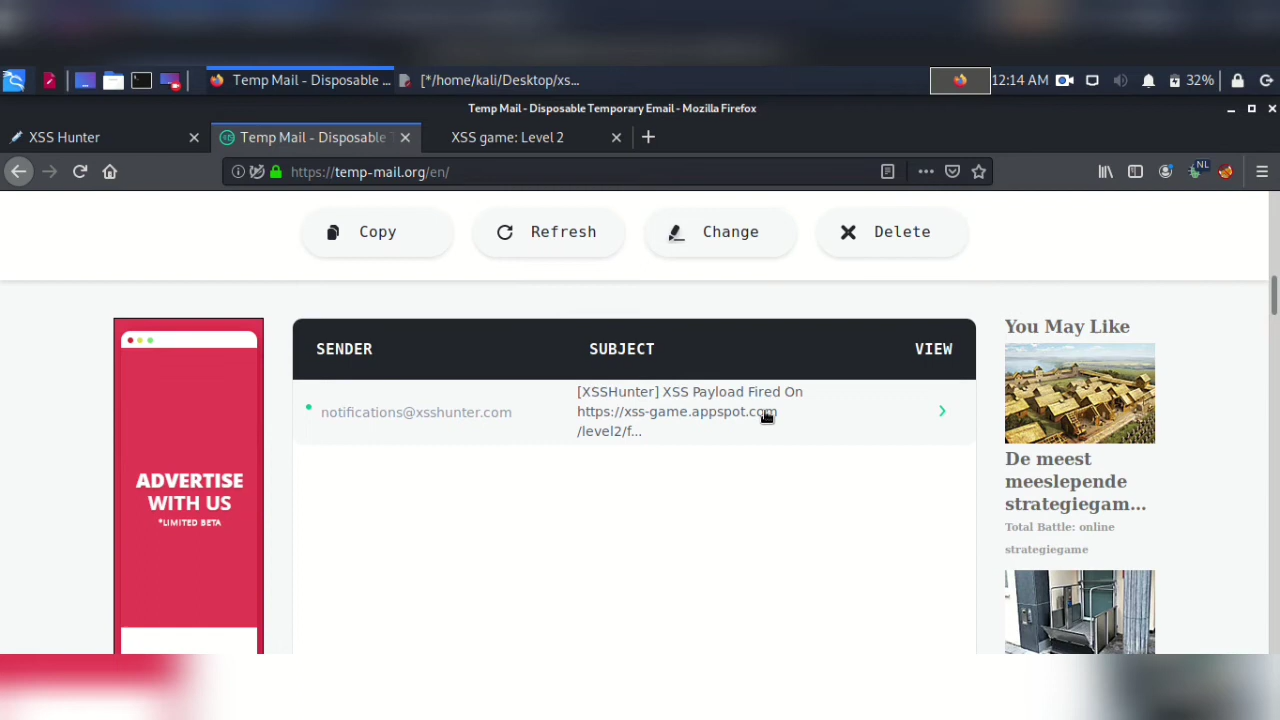 Temp Mail - Disposable ...
[*/home/kali/Desktop/xs...
12:14 AM
32%
Temp Mail - Disposable Temporary Email - Mozilla Firefox
XSS Hunter
Temp Mail - Disposable T
XSS game: Level 2
https://temp-mail.org/en/
NL
Copy
Refresh
Change
Delete
SENDER
SUBJECT
VIEW
notifications@xsshunter.com
[XSSHunter] XSS Payload Fired On
https://xss-game.appspot.com
/level2/f...
ADVERTISE
WITH US
*LIMITED BETA
You May Like
De meest
meeslepende
strategiegam...
Total Battle: online
strategiegame